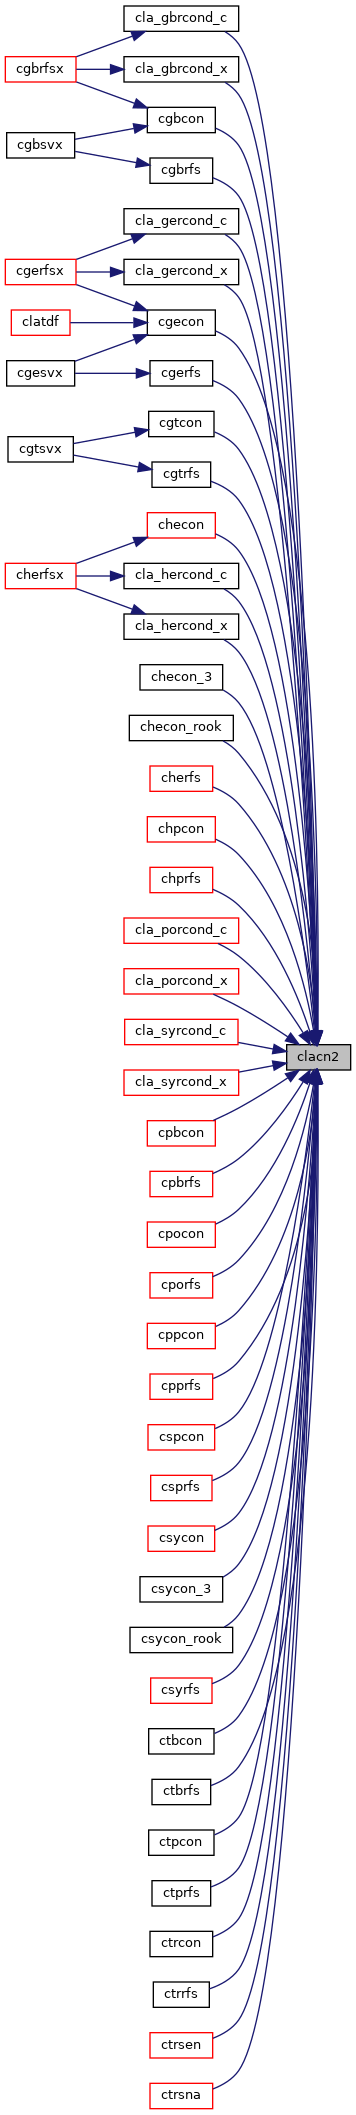 cla_gbrcond_c
cgbrfsx
cla_gbrcond_x
cgbcon
cgbsvx
cgbrfs
cla_gercond_c
cgerfsx
cla_gercond_x
clatdf
cgecon
cgesvx
cgerfs
cgtcon
cgtsvx
cgtrfs
checon
cherfsx
cla_hercond_c
cla_hercond_x
checon_3
checon_rook
cherfs
chpcon
chprfs
cla_porcond_c
cla_porcond_x
cla_syrcond_c
clacn2
cla_syrcond_x
cpbcon
cpbrfs
cpocon
cporfs
cppcon
cpprfs
cspcon
csprfs
csycon
csycon_3
csycon_rook
csyrfs
ctbcon
ctbrfs
ctpcon
ctprfs
ctrcon
ctrrfs
ctrsen
ctrsna